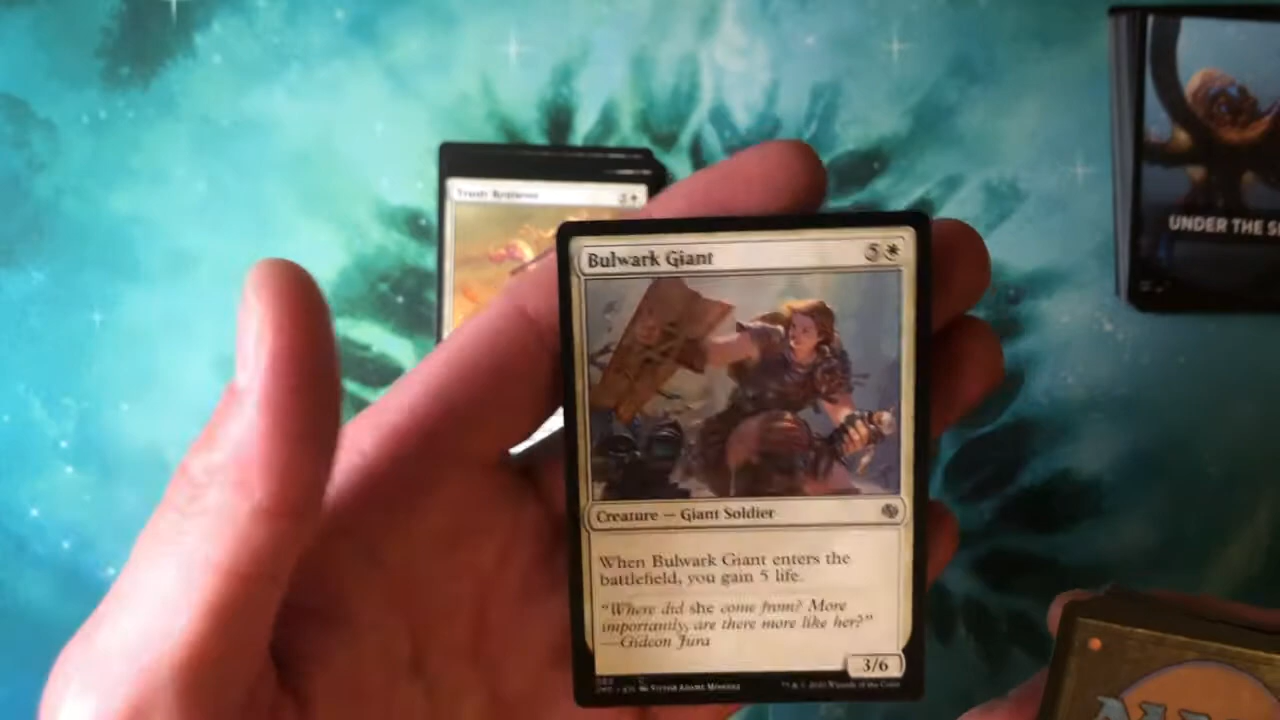 UNDER THE S
Bulwark Giant 5
Creature — Giant Soldier
When Bulwark Giant enters the
battlefield, you gain 5 life.
"Where did she come from? More
importantly, are there more like her?"
—Gideon Jura
3/6